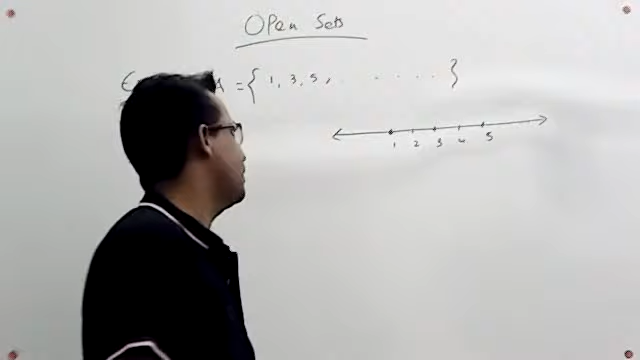 OPen Sets
A = { 1, 3, 5, . . . . . . }
1 2 3 4 5